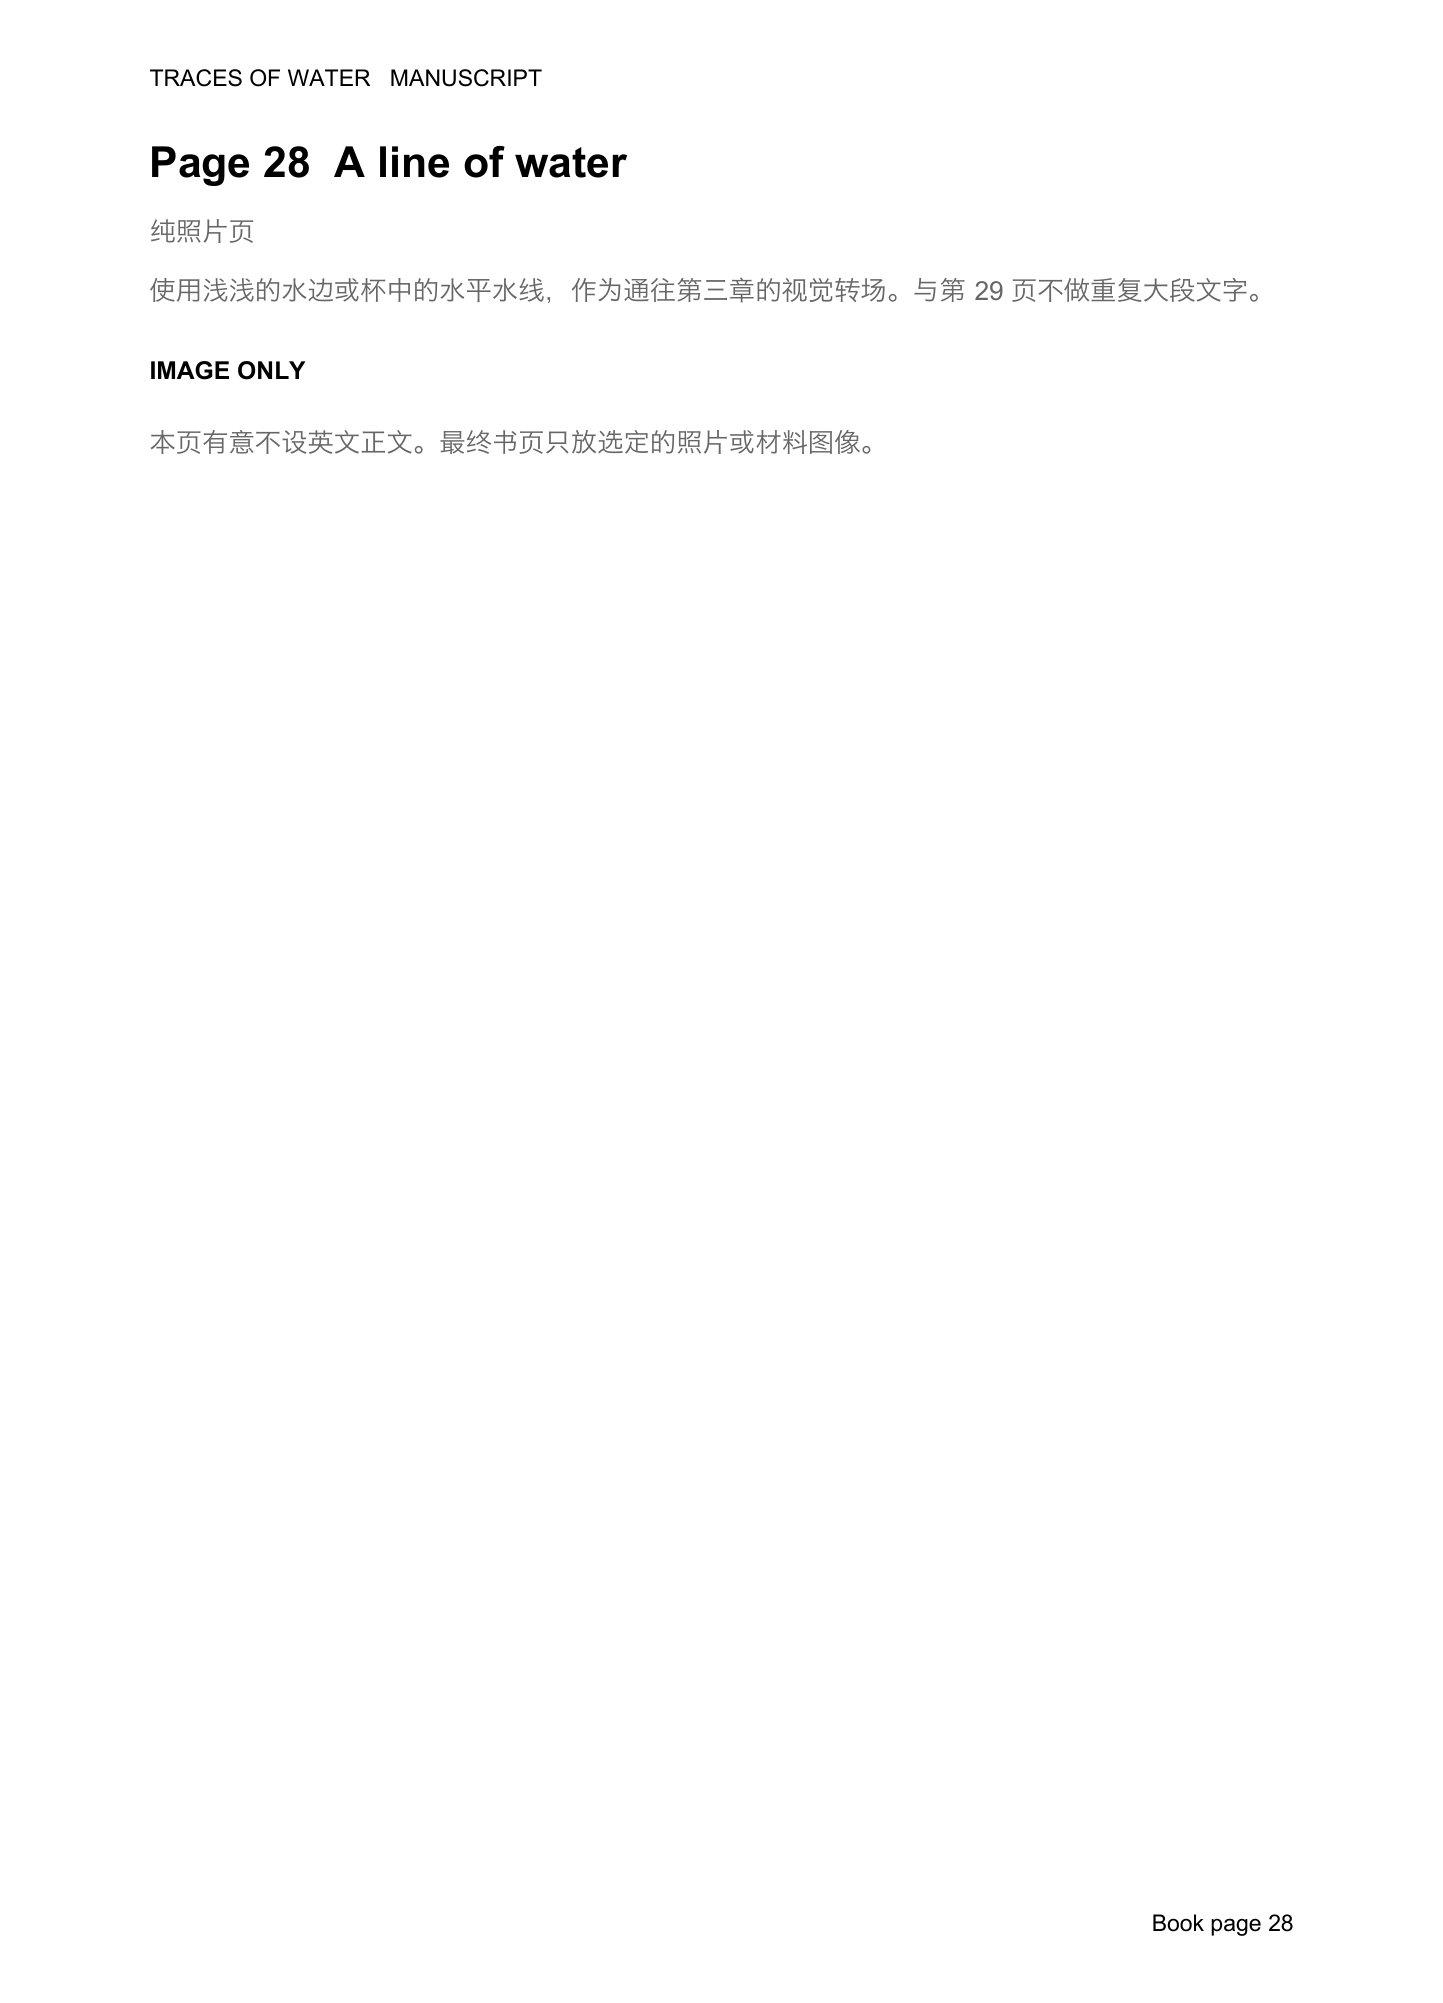 TRACES OF WATER   MANUSCRIPT
Page 28  A line of water
纯照片页
使用浅浅的水边或杯中的水平水线，作为通往第三章的视觉转场。与第 29 页不做重复大段文字。
IMAGE ONLY
本页有意不设英文正文。最终书页只放选定的照片或材料图像。
Book page 28